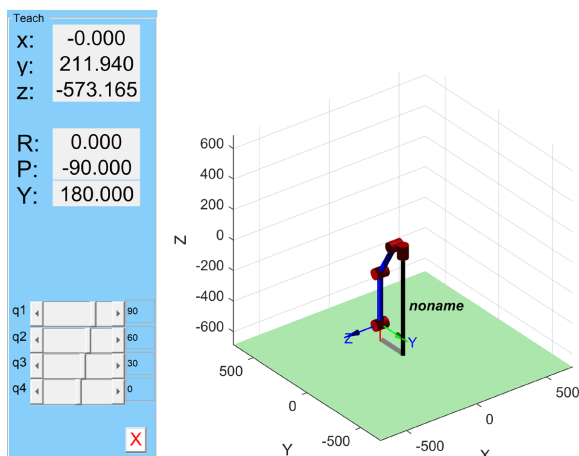 Teach
x: -0.000
y: 211.940
z: -573.165
R: 0.000
P: -90.000
Y: 180.000
q1 90
q2 60
q3 30
q4 0
X
600
400
200
0
-200
-400
-600
Z
noname
Z
Y
500
0
-500
Y
-500
0
500
X